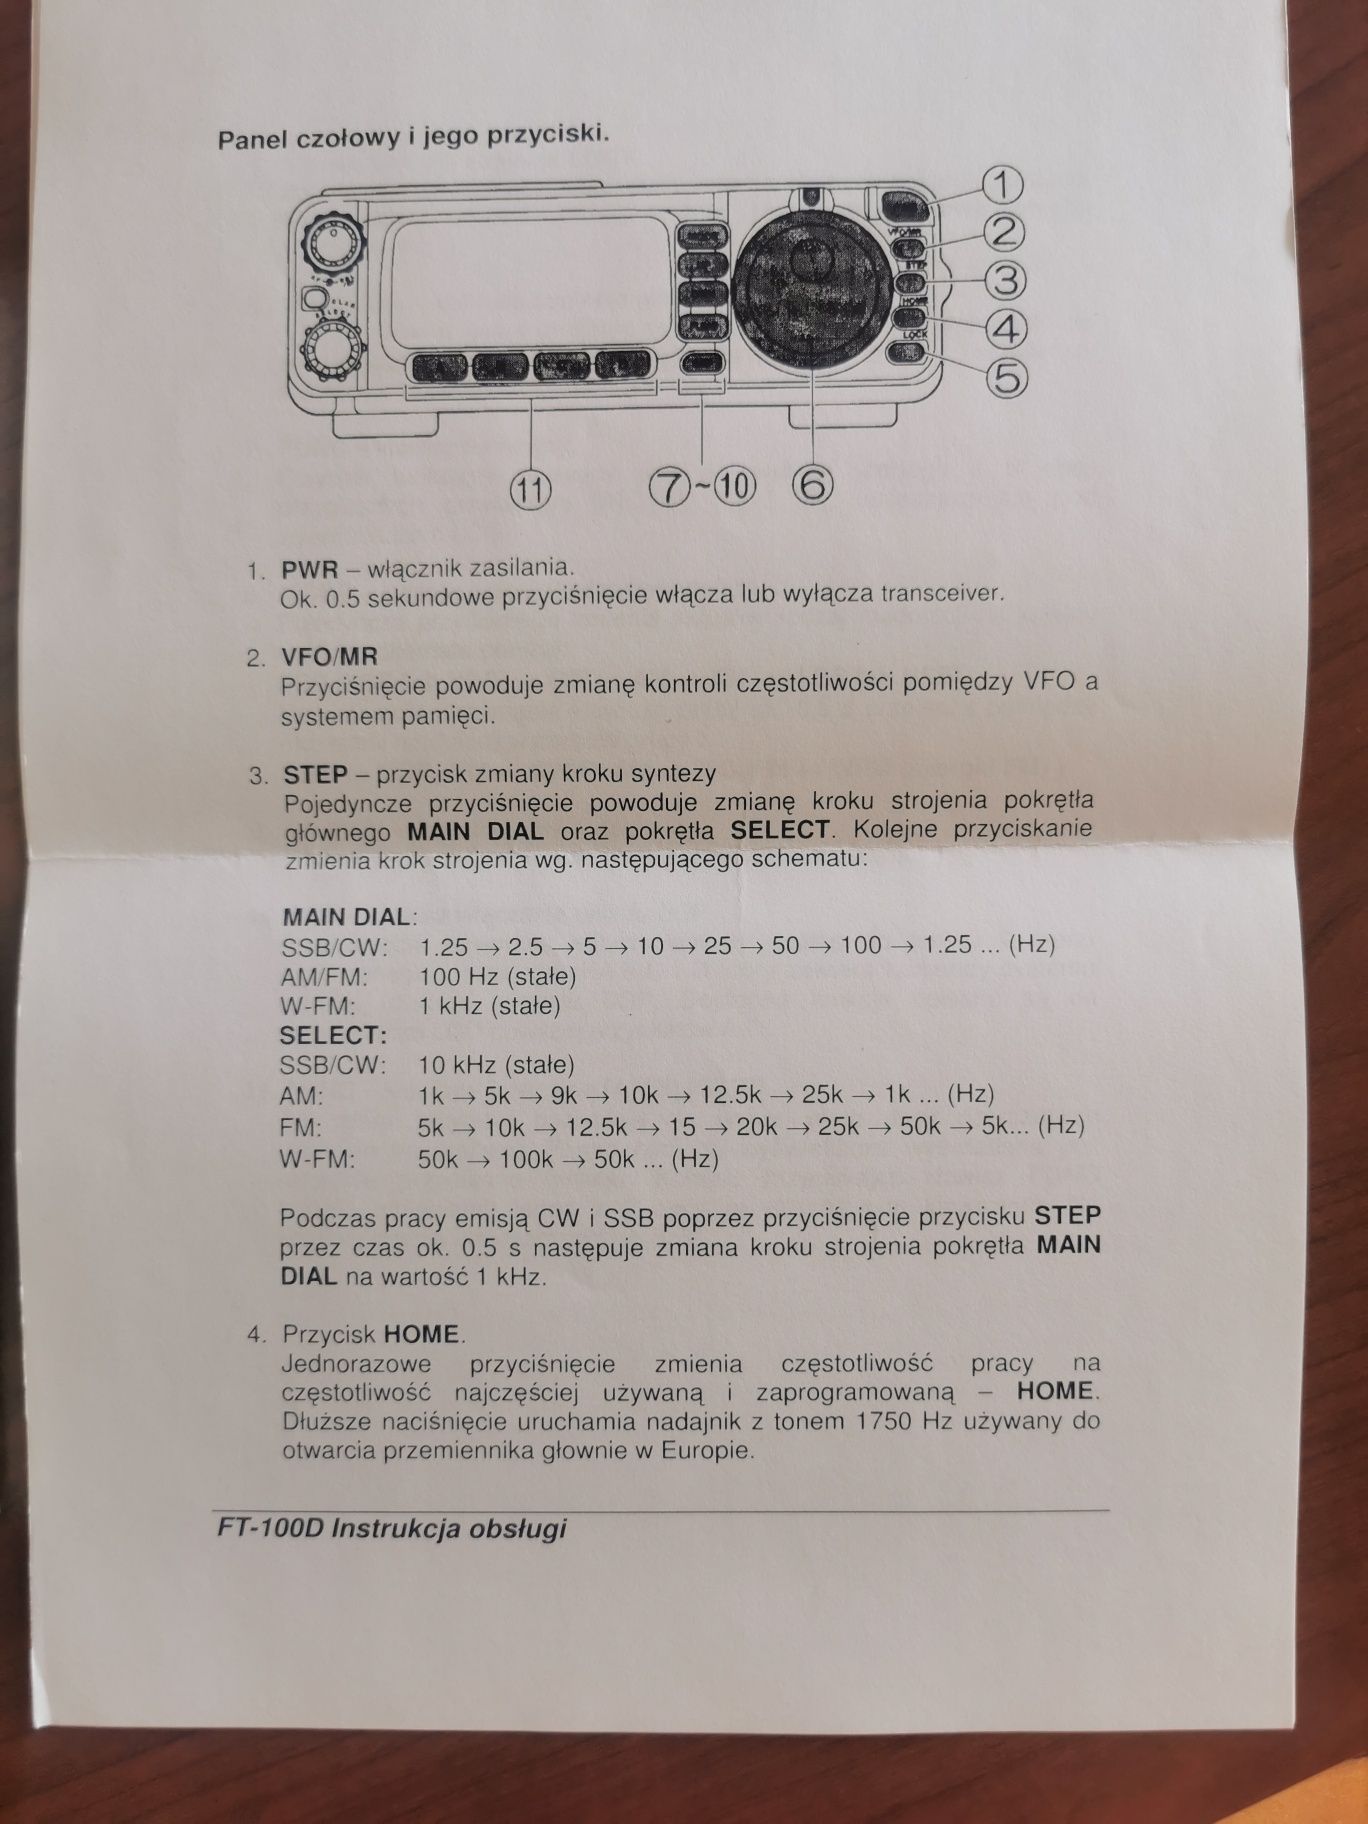 Panel czołowy i jego przyciski.
1
2
3
4
5
VFO/MR
STEP
HOME
LOCK
SELECT
11
7~10
6
1. PWR – włącznik zasilania.
Ok. 0.5 sekundowe przyciśnięcie włącza lub wyłącza transceiver.
2. VFO/MR
Przyciśnięcie powoduje zmianę kontroli częstotliwości pomiędzy VFO a
systemem pamięci.
3. STEP – przycisk zmiany kroku syntezy
Pojedyncze przyciśnięcie powoduje zmianę kroku strojenia pokrętła
głównego MAIN DIAL oraz pokrętła SELECT. Kolejne przyciskanie
zmienia krok strojenia wg. następującego schematu:
MAIN DIAL:
SSB/CW: 1.25 → 2.5 → 5 → 10 → 25 → 50 → 100 → 1.25 ... (Hz)
AM/FM: 100 Hz (stałe)
W-FM: 1 kHz (stałe)
SELECT:
SSB/CW: 10 kHz (stałe)
AM: 1k → 5k → 9k → 10k → 12.5k → 25k → 1k ... (Hz)
FM: 5k → 10k → 12.5k → 15 → 20k → 25k → 50k → 5k... (Hz)
W-FM: 50k → 100k → 50k ... (Hz)
Podczas pracy emisją CW i SSB poprzez przyciśnięcie przycisku STEP
przez czas ok. 0.5 s następuje zmiana kroku strojenia pokrętła MAIN
DIAL na wartość 1 kHz.
4. Przycisk HOME.
Jednorazowe przyciśnięcie zmienia częstotliwość pracy na
częstotliwość najczęściej używaną i zaprogramowaną – HOME.
Dłuższe naciśnięcie uruchamia nadajnik z tonem 1750 Hz używany do
otwarcia przemiennika głownie w Europie.
FT-100D Instrukcja obsługi